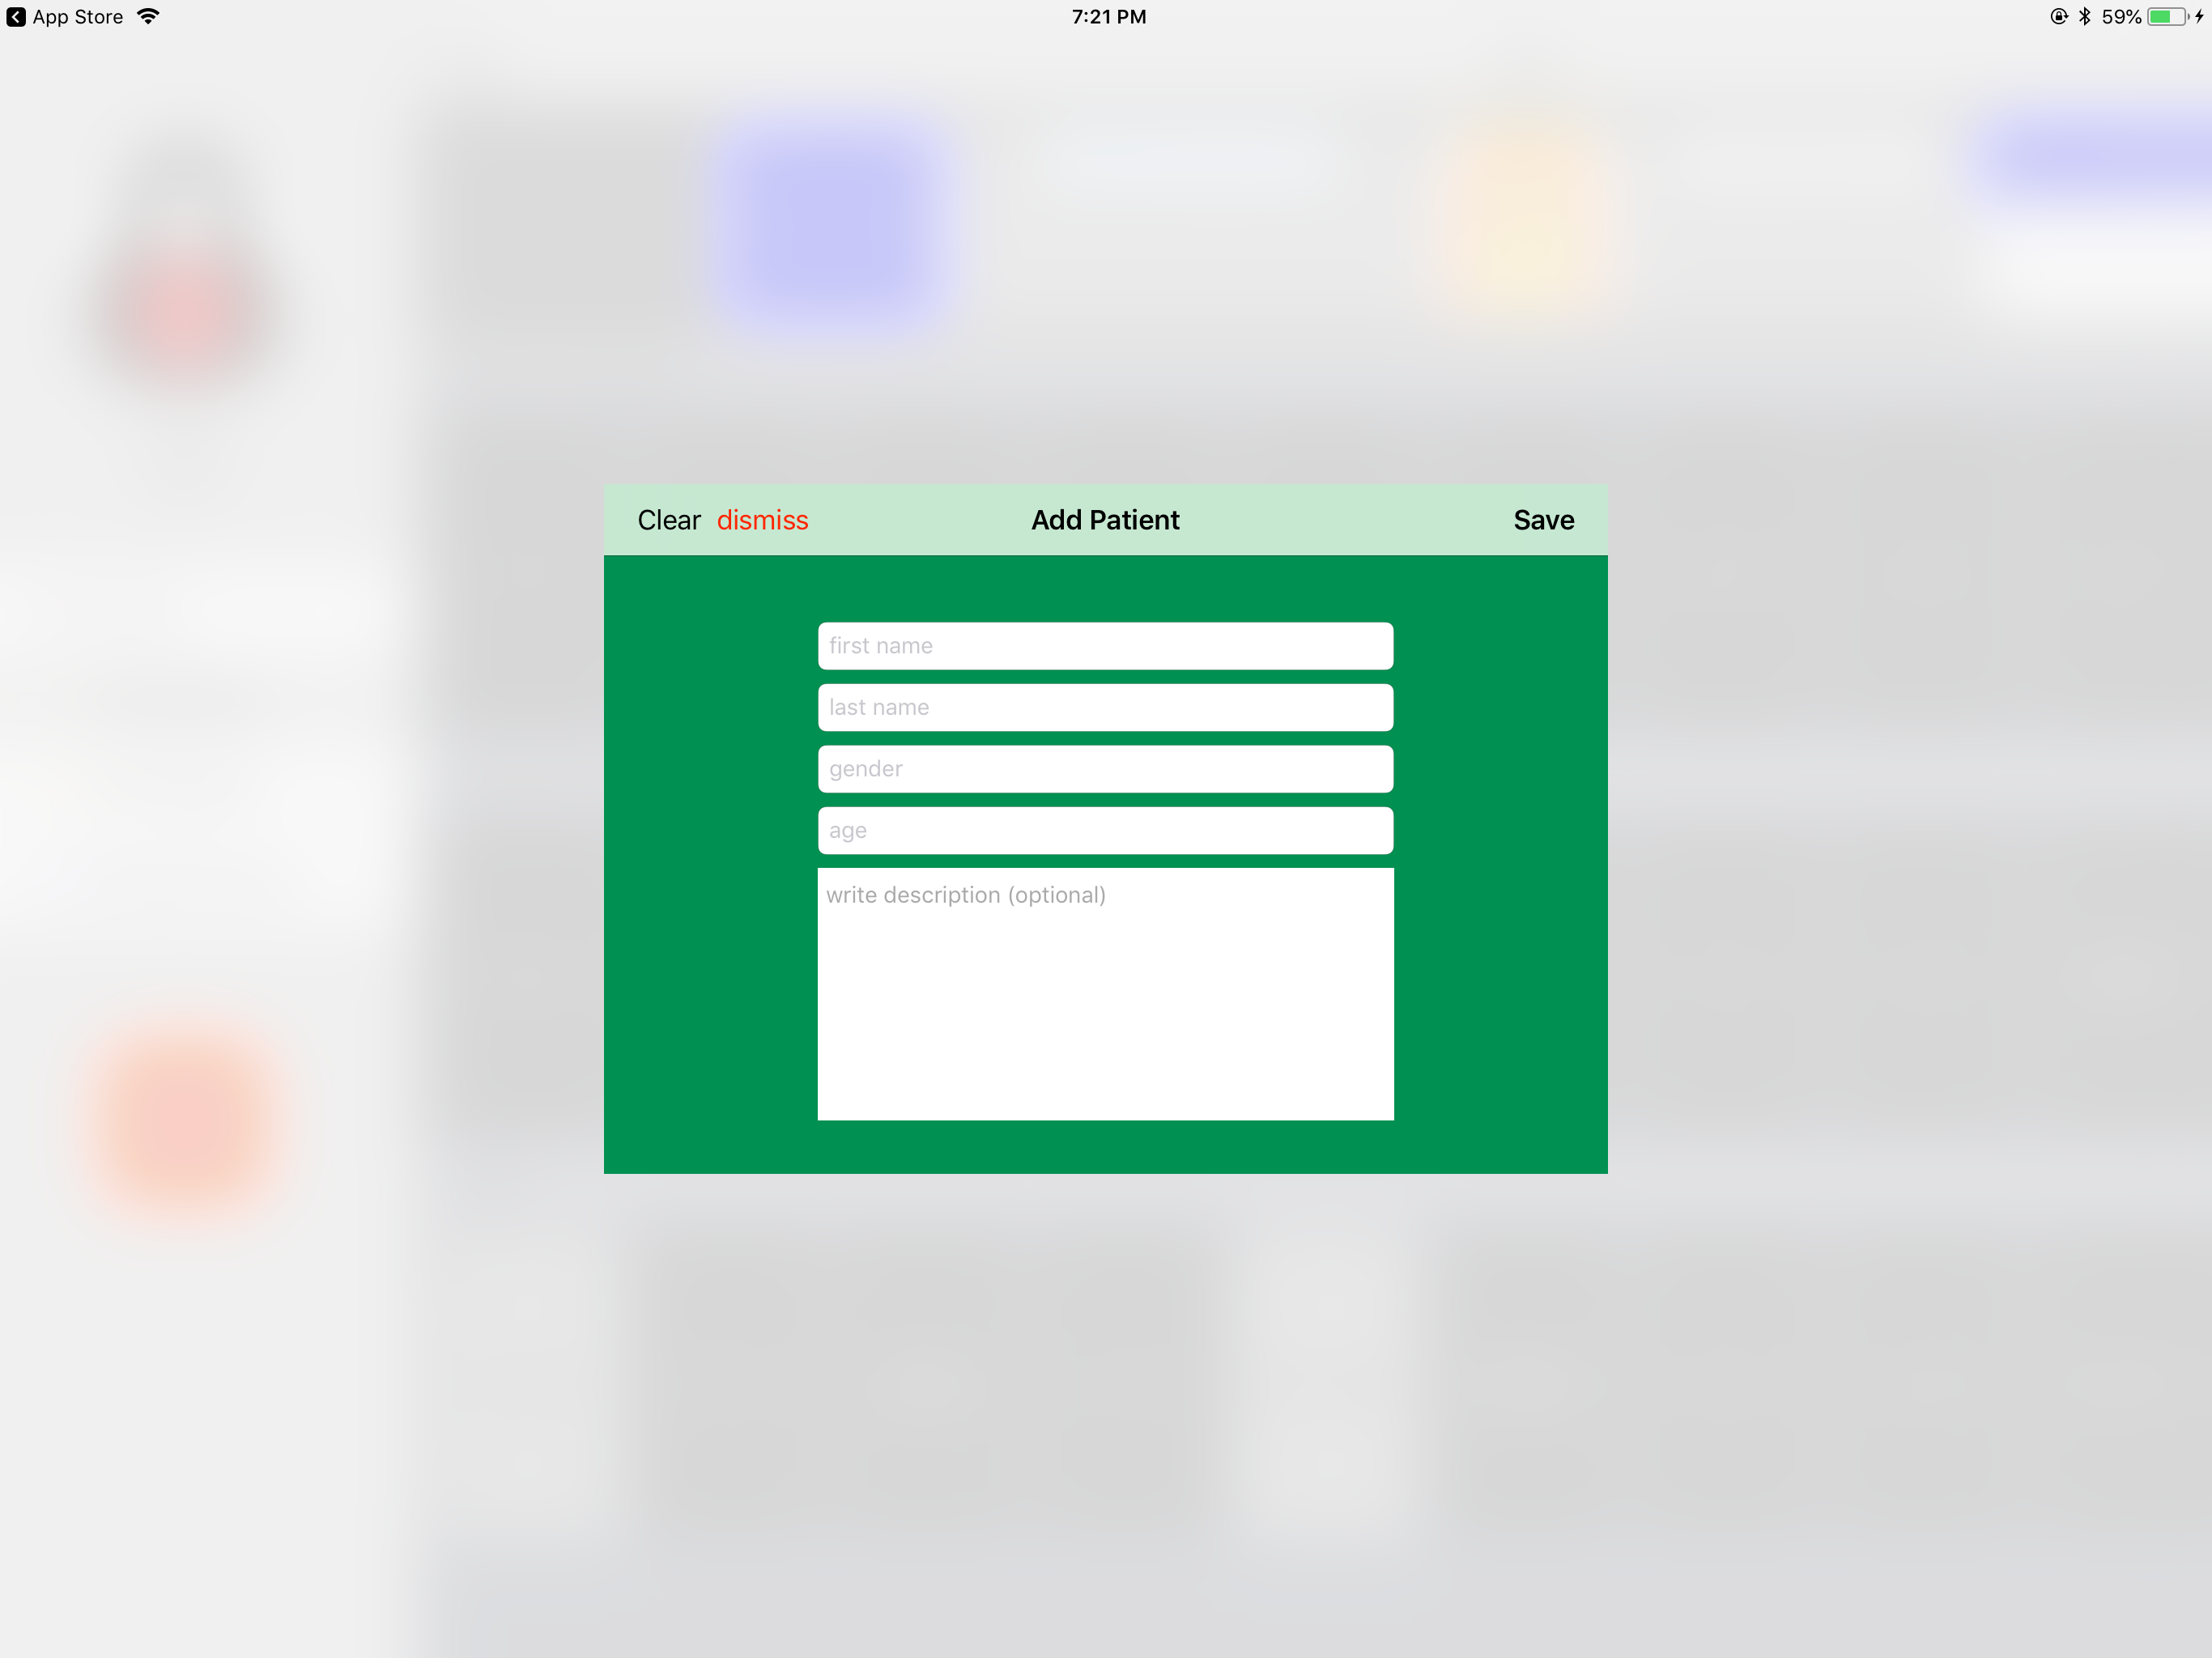 App Store 7:21 PM 59%
Clear dismiss Add Patient Save
first name
last name
gender
age
write description (optional)